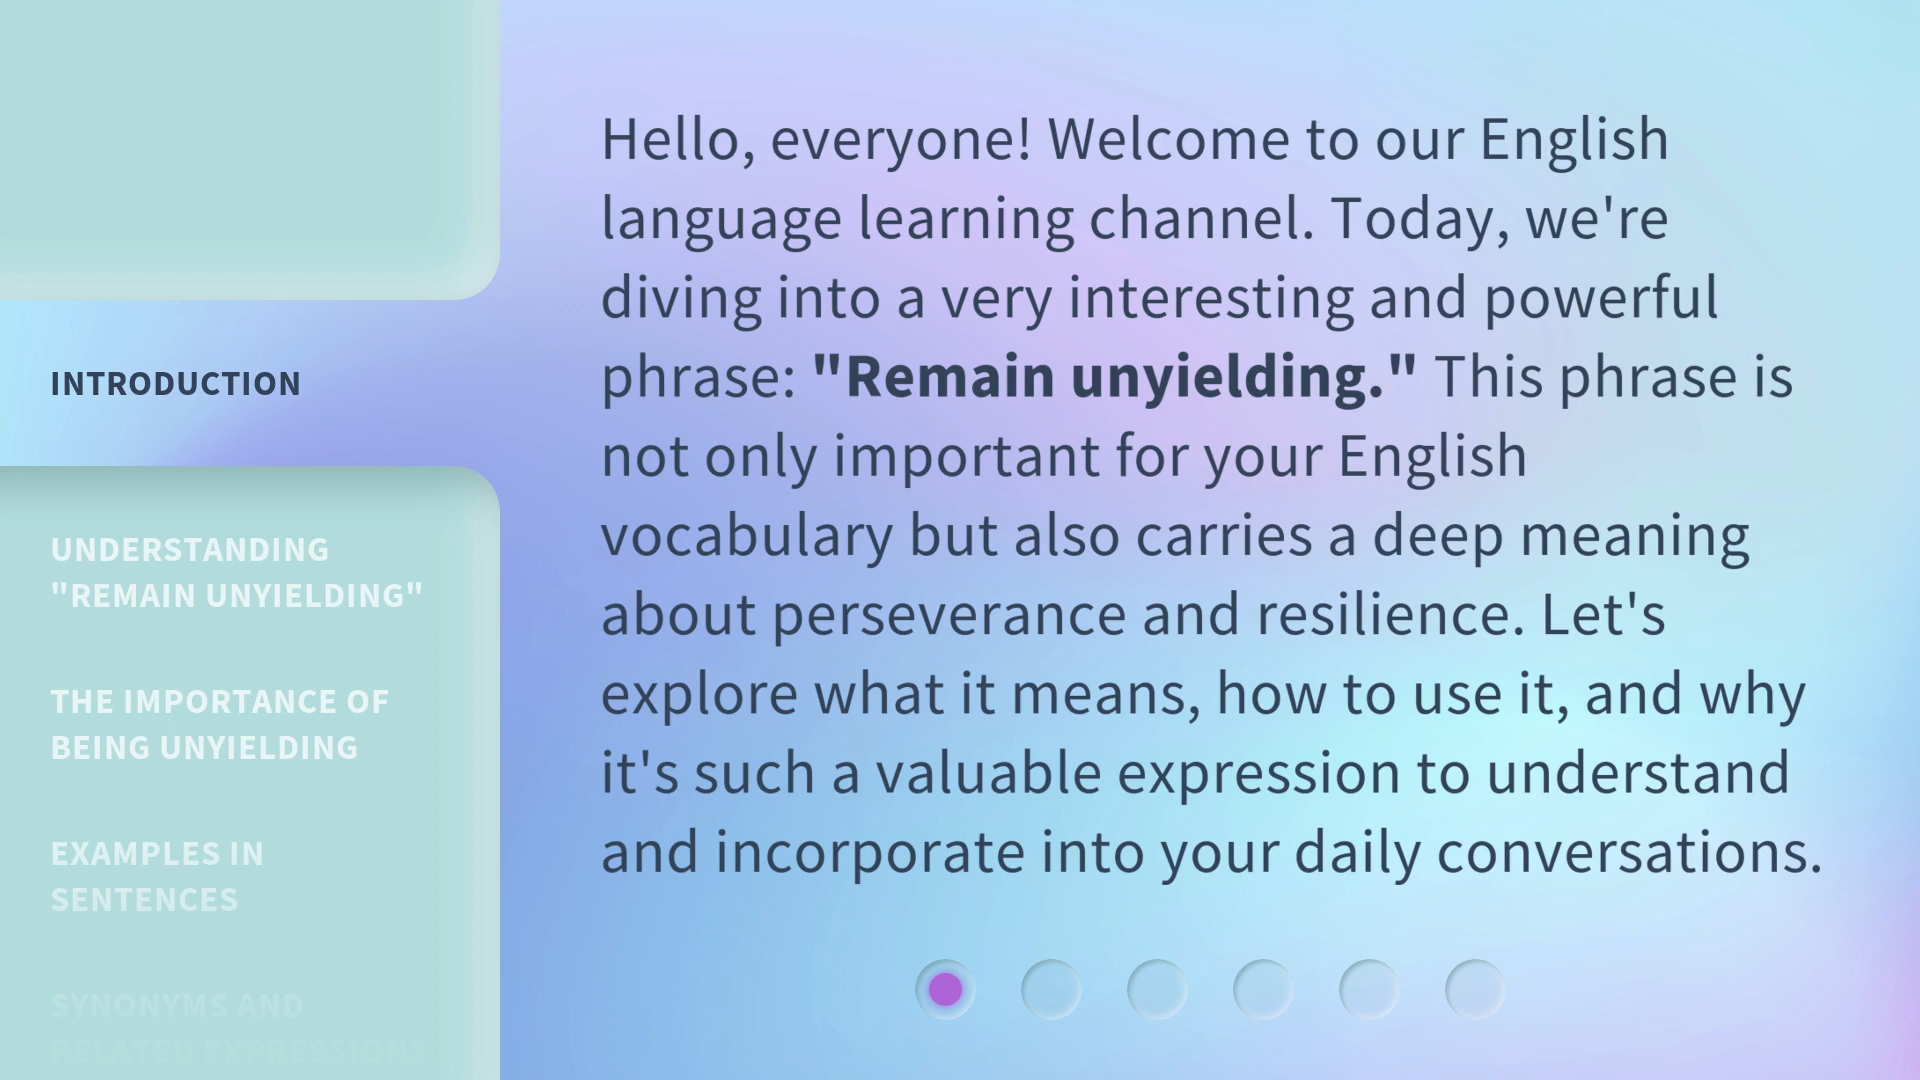 INTRODUCTION
UNDERSTANDING
"REMAIN UNYIELDING"
THE IMPORTANCE OF
BEING UNYIELDING
EXAMPLES IN
SENTENCES
SYNONYMS AND
RELATED EXPRESSIONS
Hello, everyone! Welcome to our English
language learning channel. Today, we're
diving into a very interesting and powerful
phrase: "Remain unyielding." This phrase is
not only important for your English
vocabulary but also carries a deep meaning
about perseverance and resilience. Let's
explore what it means, how to use it, and why
it's such a valuable expression to understand
and incorporate into your daily conversations.